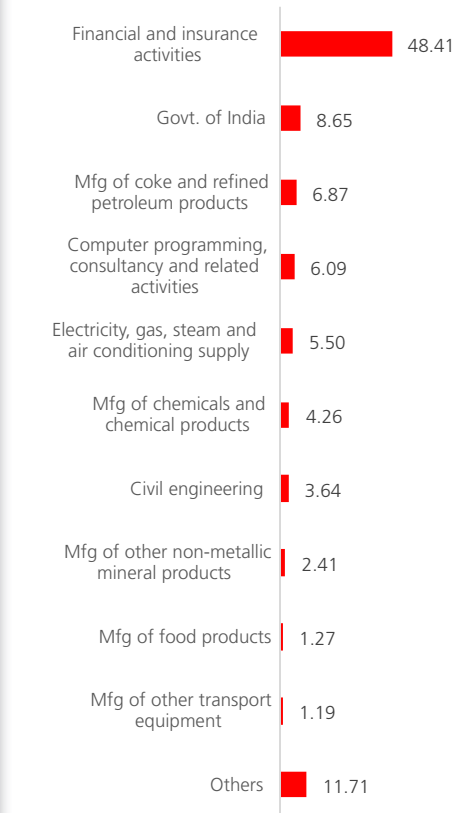 Financial and insurance
activities
48.41
Govt. of India
8.65
Mfg of coke and refined
petroleum products
6.87
Computer programming,
consultancy and related
activities
6.09
Electricity, gas, steam and
air conditioning supply
5.50
Mfg of chemicals and
chemical products
4.26
Civil engineering
3.64
Mfg of other non-metallic
mineral products
2.41
Mfg of food products
1.27
Mfg of other transport
equipment
1.19
Others
11.71